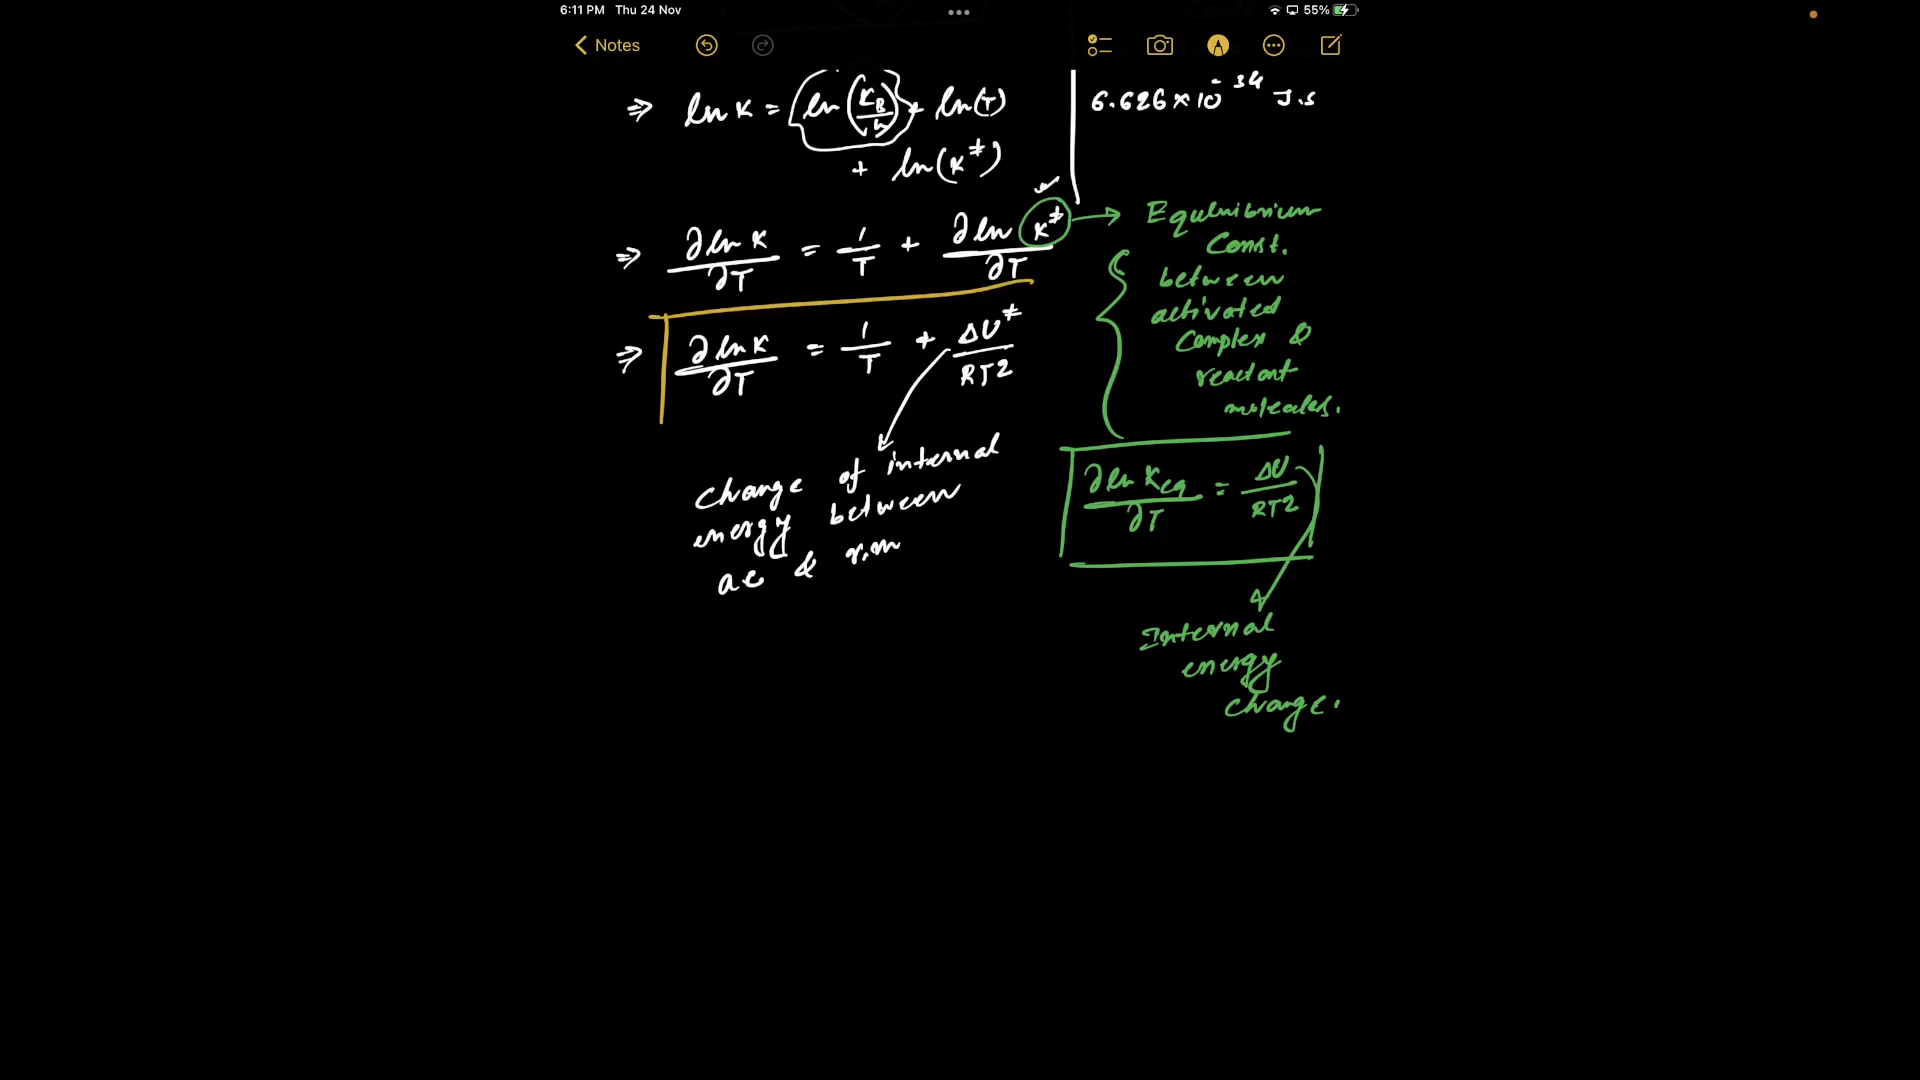 6:11 PM Thu 24 Nov
55%
Notes
⇒ ln K = ln(K_B/h) + ln(T)
+ ln(K^≠)
6.626 × 10^-34 J.s
⇒ ∂ln K/∂T = 1/T + ∂ln K^≠/∂T
⇒ ∂ln K/∂T = 1/T + ΔU^≠/RT2
Change of internal
energy between
ac & r.m
→ Equlnibrium
Const.
between
activated
Complex &
reactant
molecules.
∂ln Keq/∂T = ΔU/RT2
Internal
energy
change.